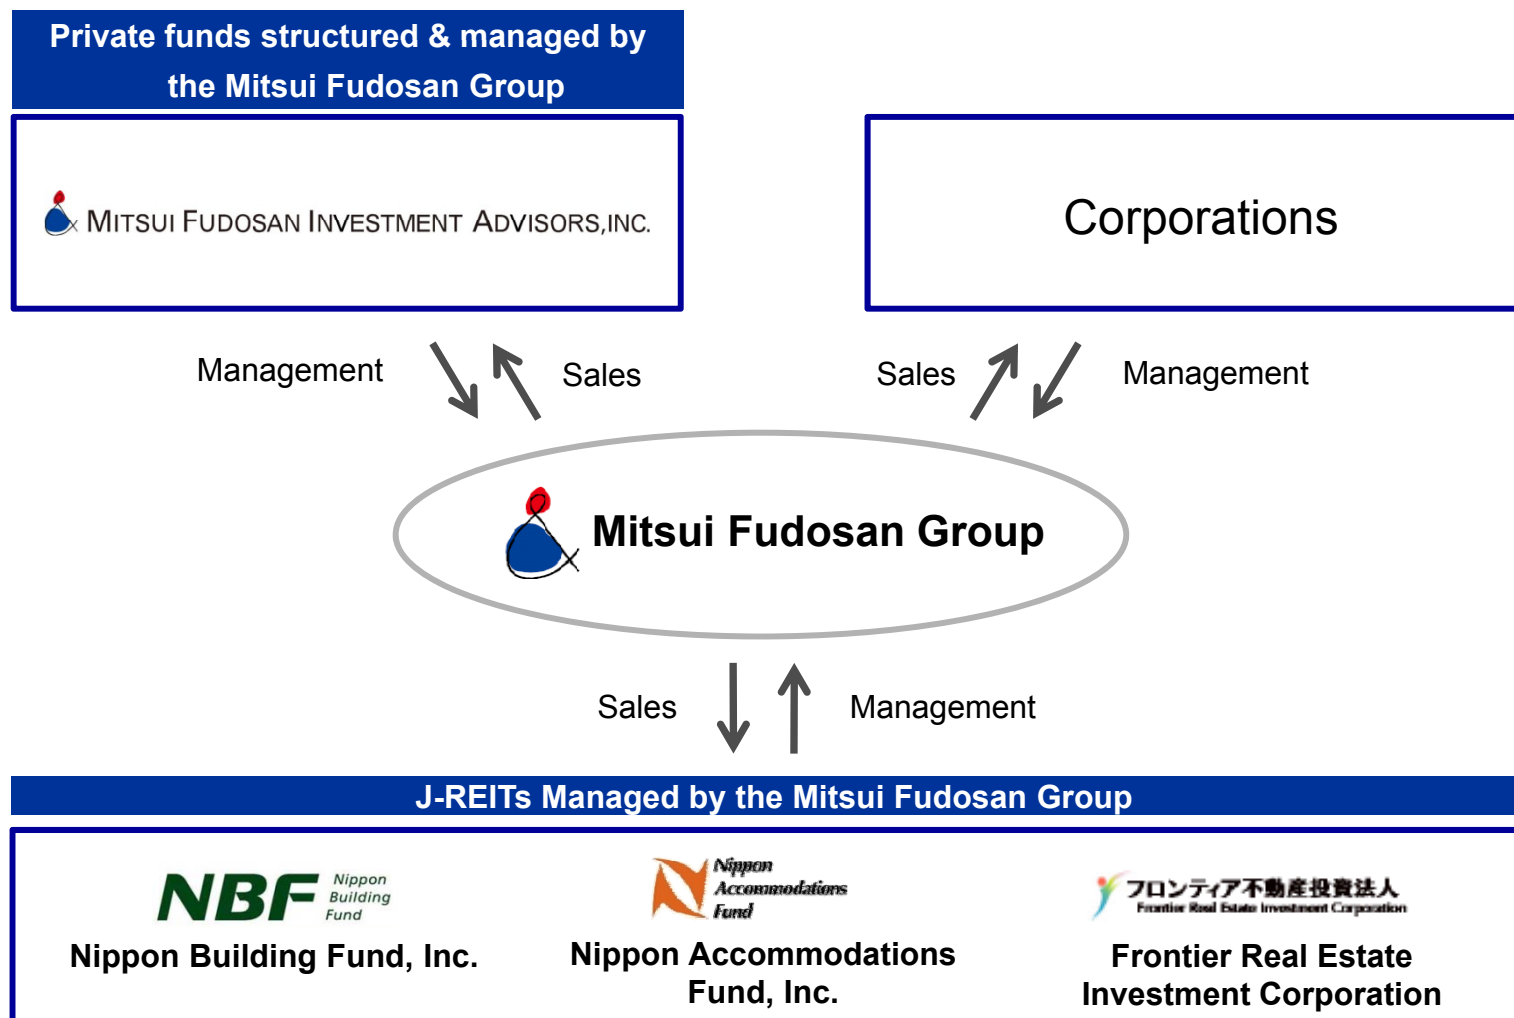 Private funds structured & managed by
the Mitsui Fudosan Group
MITSUI FUDOSAN INVESTMENT ADVISORS,INC.
Corporations
Management
Sales
Sales
Management
Mitsui Fudosan Group
Sales
Management
J-REITs Managed by the Mitsui Fudosan Group
NBF
Nippon
Building
Fund
Nippon Building Fund, Inc.
Nippon
Accommodations
Fund
Nippon Accommodations
Fund, Inc.
フロンティア不動産投資法人
Frontier Real Estate Investment Corporation
Frontier Real Estate
Investment Corporation